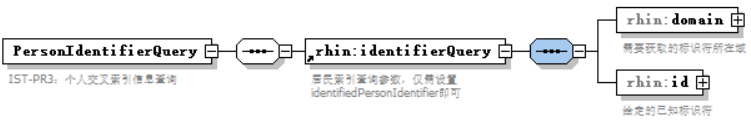 rhin:domain
需要获取的标识符所在域
PersonIdentifierQuery
rhin:identifierQuery
IST-PR3：个人交叉索引信息查询
居民索引查询参数，仅需设置
identifiedPersonIdentifier即可
rhin:id
给定的已知标识符